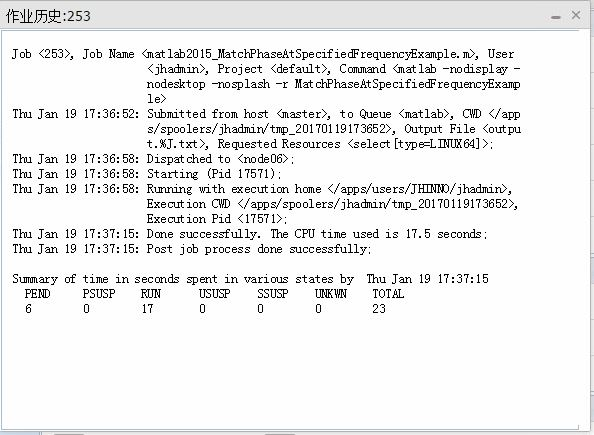 作业历史:253
Job <253>, Job Name <matlab2015_MatchPhaseAtSpecifiedFrequencyExample.m>, User
<jhadmin>, Project <default>, Command <matlab -nodisplay -
nodesktop -nosplash -r MatchPhaseAtSpecifiedFrequencyExamp
le>
Thu Jan 19 17:36:52: Submitted from host <master>, to Queue <matlab>, CWD </app
s/spoolers/jhadmin/tmp_20170119173652>, Output File <outpu
t.%J.txt>, Requested Resources <select[type=LINUX64]>;
Thu Jan 19 17:36:58: Dispatched to <node06>;
Thu Jan 19 17:36:58: Starting (Pid 17571);
Thu Jan 19 17:36:58: Running with execution home </apps/users/JHINNO/jhadmin>,
Execution CWD </apps/spoolers/jhadmin/tmp_20170119173652>,
Execution Pid <17571>;
Thu Jan 19 17:37:15: Done successfully. The CPU time used is 17.5 seconds;
Thu Jan 19 17:37:15: Post job process done successfully;
Summary of time in seconds spent in various states by  Thu Jan 19 17:37:15
PEND PSUSP RUN USUSP SSUSP UNKWN TOTAL
6 0 17 0 0 0 23